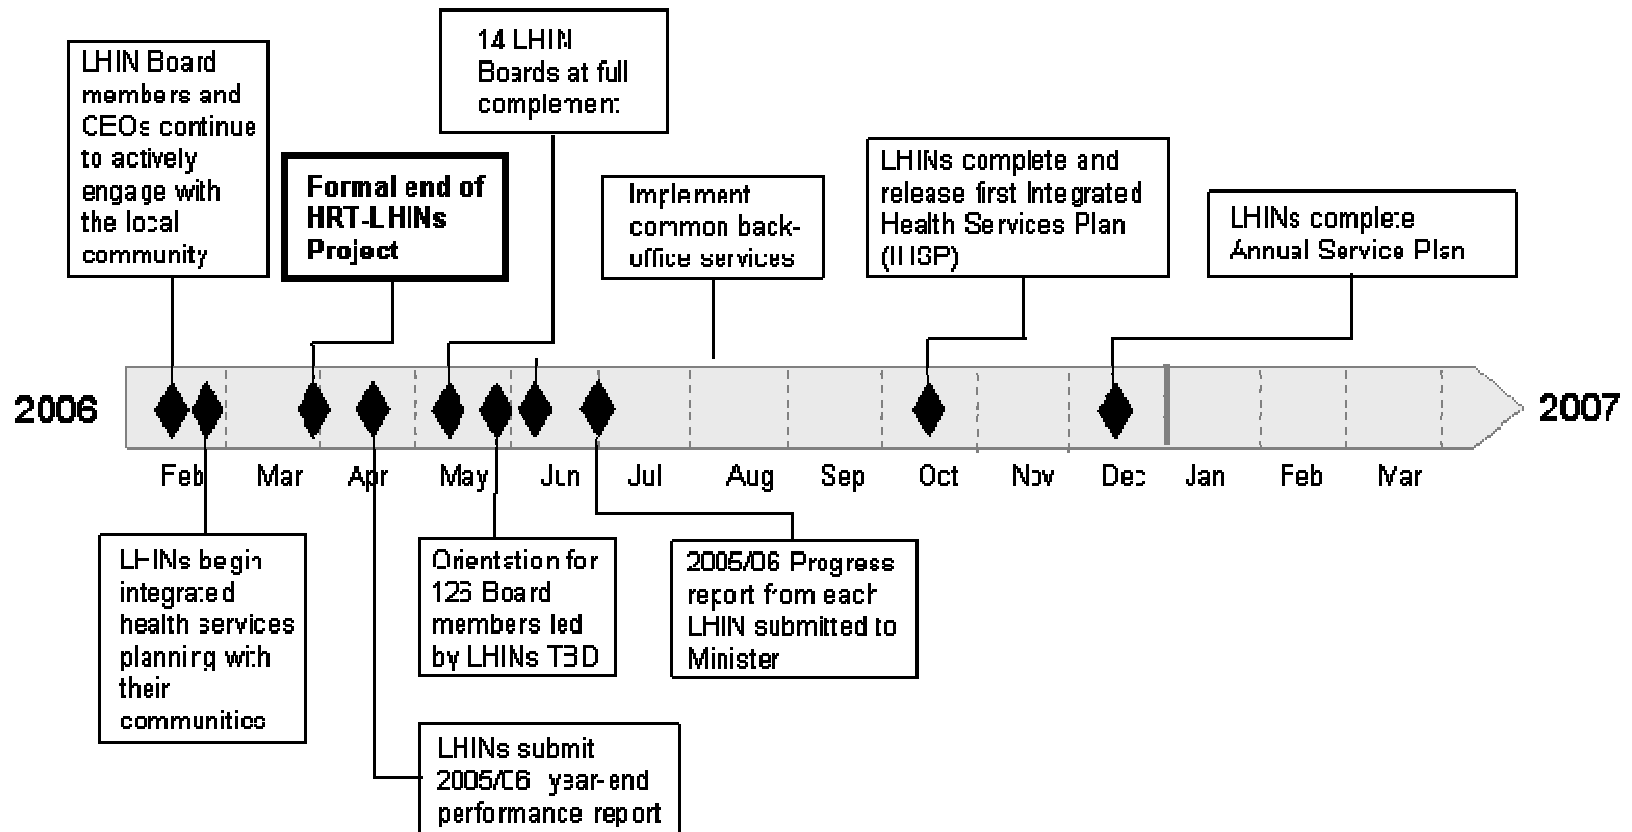 LHIN Board
members and
CEOs continue
to actively
engage with
the local
community
Formal end of
HRT-LHINs
Project
14 LHIN
Boards at full
complement
Implement
common back-
office services
LHINs complete and
release first Integrated
Health Services Plan
(IHSP)
LHINs complete
Annual Service Plan
2006
2007
Feb
Mar
Apr
May
Jun
Jul
Aug
Sep
Oct
Nov
Dec
Jan
Feb
Mar
LHINs begin
integrated
health services
planning with
their
communities
Orientation for
126 Board
members led
by LHINs TBD
2005/06 Progress
report from each
LHIN submitted to
Minister
LHINs submit
2005/06 year-end
performance report